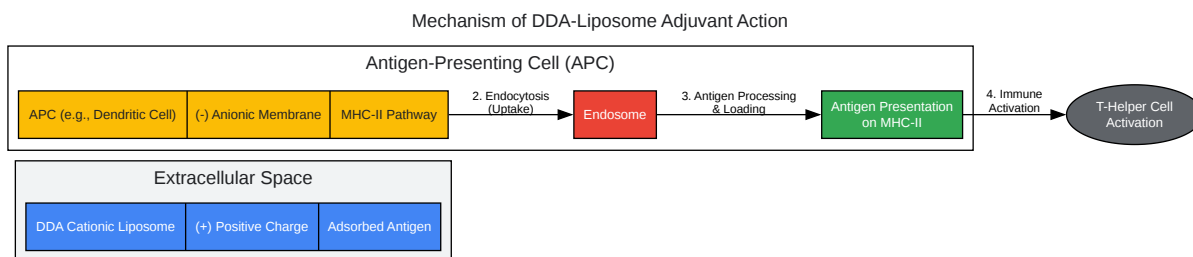 Mechanism of DDA-Liposome Adjuvant Action
Antigen-Presenting Cell (APC)
APC (e.g., Dendritic Cell)
(-) Anionic Membrane
MHC-II Pathway
2. Endocytosis
(Uptake)
Endosome
3. Antigen Processing
& Loading
Antigen Presentation
on MHC-II
4. Immune
Activation
T-Helper Cell
Activation
Extracellular Space
DDA Cationic Liposome
(+) Positive Charge
Adsorbed Antigen